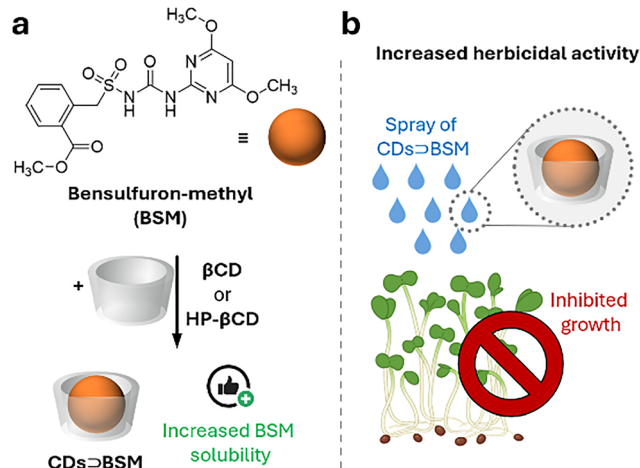 a
H₃C
O
O
O
O
S
N
H
N
H
N
N
O
CH₃
O
O
H₃C
≡
Bensulfuron-methyl
(BSM)
+
βCD
or
HP-βCD
CDs⊃BSM
Increased BSM
solubility
b
Increased herbicidal activity
Spray of
CDs⊃BSM
Inhibited
growth